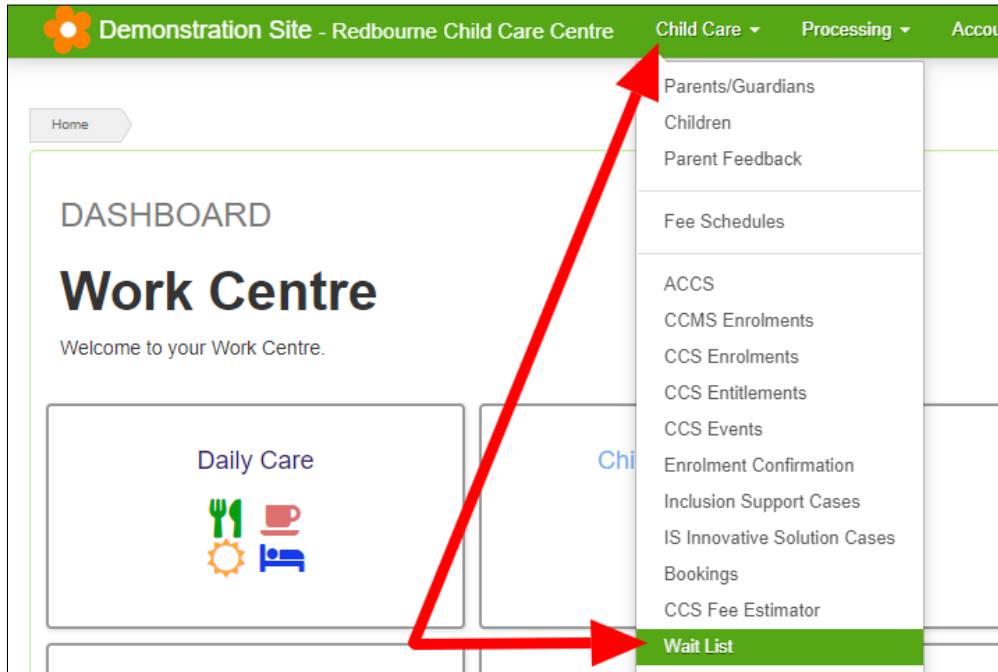 Demonstration Site - Redbourne Child Care Centre Child Care Processing
Home
DASHBOARD
Work Centre
Welcome to your Work Centre.
Daily Care
Parents/Guardians
Children
Parent Feedback
Fee Schedules
ACCS
CCMS Enrolments
CCS Enrolments
CCS Entitlements
CCS Events
Enrolment Confirmation
Inclusion Support Cases
IS Innovative Solution Cases
Bookings
CCS Fee Estimator
Wait List